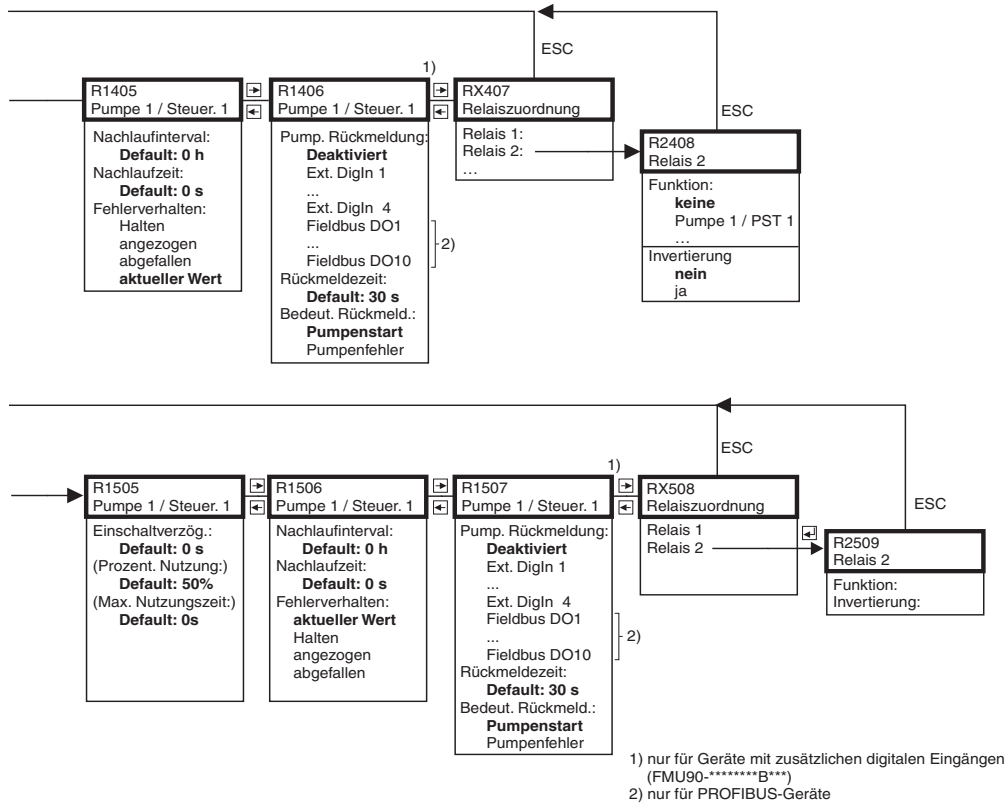 ESC
ESC
R1405
Pumpe 1 / Steuer. 1
Nachlaufinterval:
Default: 0 h
Nachlaufzeit:
Default: 0 s
Fehlerverhalten:
Halten
angezogen
abgefallen
aktueller Wert
R1406
Pumpe 1 / Steuer. 1
Pump. Rückmeldung:
Deaktiviert
Ext. DigIn 1
...
Ext. DigIn 4
Fieldbus DO1
...
Fieldbus DO10
2)
Rückmeldezeit:
Default: 30 s
Bedeut. Rückmeld.:
Pumpenstart
Pumpenfehler
1)
RX407
Relaiszuordnung
Relais 1:
Relais 2:
...
R2408
Relais 2
Funktion:
keine
Pumpe 1 / PST 1
...
Invertierung
nein
ja
ESC
ESC
R1505
Pumpe 1 / Steuer. 1
Einschaltverzög.:
Default: 0 s
(Prozent. Nutzung:)
Default: 50%
(Max. Nutzungszeit:)
Default: 0s
R1506
Pumpe 1 / Steuer. 1
Nachlaufinterval:
Default: 0 h
Nachlaufzeit:
Default: 0 s
Fehlerverhalten:
aktueller Wert
Halten
angezogen
abgefallen
R1507
Pumpe 1 / Steuer. 1
Pump. Rückmeldung:
Deaktiviert
Ext. DigIn 1
...
Ext. DigIn 4
Fieldbus DO1
...
Fieldbus DO10
2)
Rückmeldezeit:
Default: 30 s
Bedeut. Rückmeld.:
Pumpenstart
Pumpenfehler
1)
RX508
Relaiszuordnung
Relais 1
Relais 2
R2509
Relais 2
Funktion:
Invertierung:
1) nur für Geräte mit zusätzlichen digitalen Eingängen
(FMU90-********B***)
2) nur für PROFIBUS-Geräte